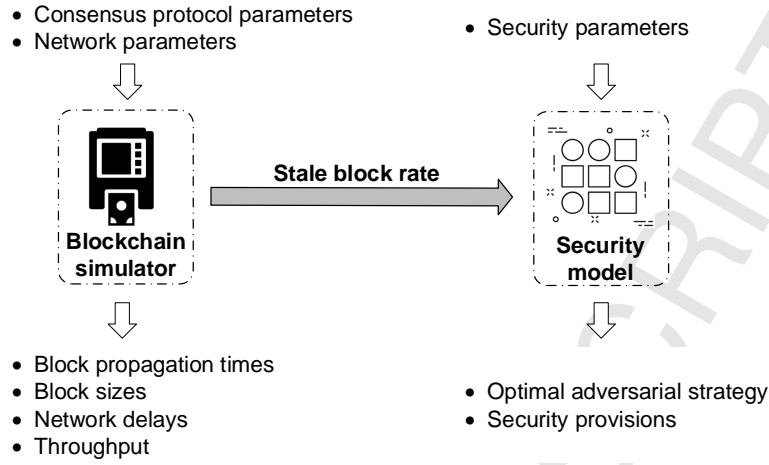 • Consensus protocol parameters
• Network parameters
• Security parameters
Stale block rate
Blockchain
simulator
Security
model
• Block propagation times
• Block sizes
• Network delays
• Throughput
• Optimal adversarial strategy
• Security provisions